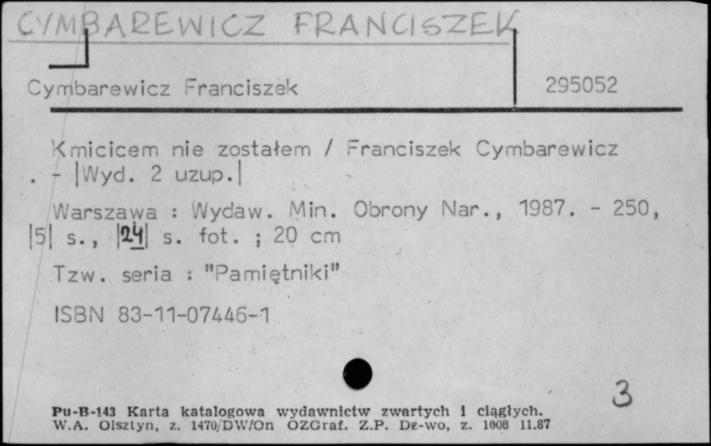 CYMBAREWICZ FRANCISZEK
Cymbarewicz Franciszek 295052
Kmicicem nie zostałem / Franciszek Cymbarewicz
. - |Wyd. 2 uzup.|
Warszawa : Wydaw. Min. Obrony Nar., 1987. - 250,
|5| s., |24| s. fot. ; 20 cm
Tzw. seria : "Pamiętniki"
ISBN 83-11-07446-1
3
Pu-B-143 Karta katalogowa wydawnictw zwartych i ciągłych.
W.A. Olsztyn, z. 1470/DW/On OZGraf. Z.P. Dz-wo, z. 1006 11.87